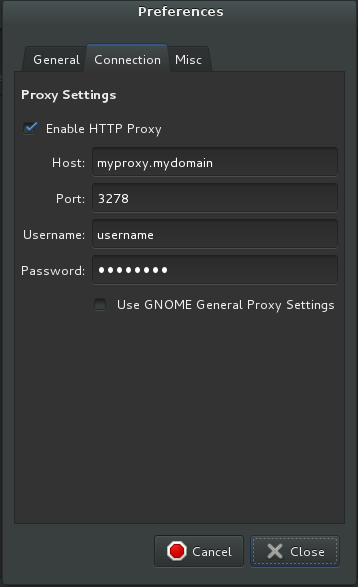 Preferences
General Connection Misc
Proxy Settings
Enable HTTP Proxy
Host: myproxy.mydomain
Port: 3278
Username: username
Password: ●●●●●●●●
Use GNOME General Proxy Settings
Cancel Close